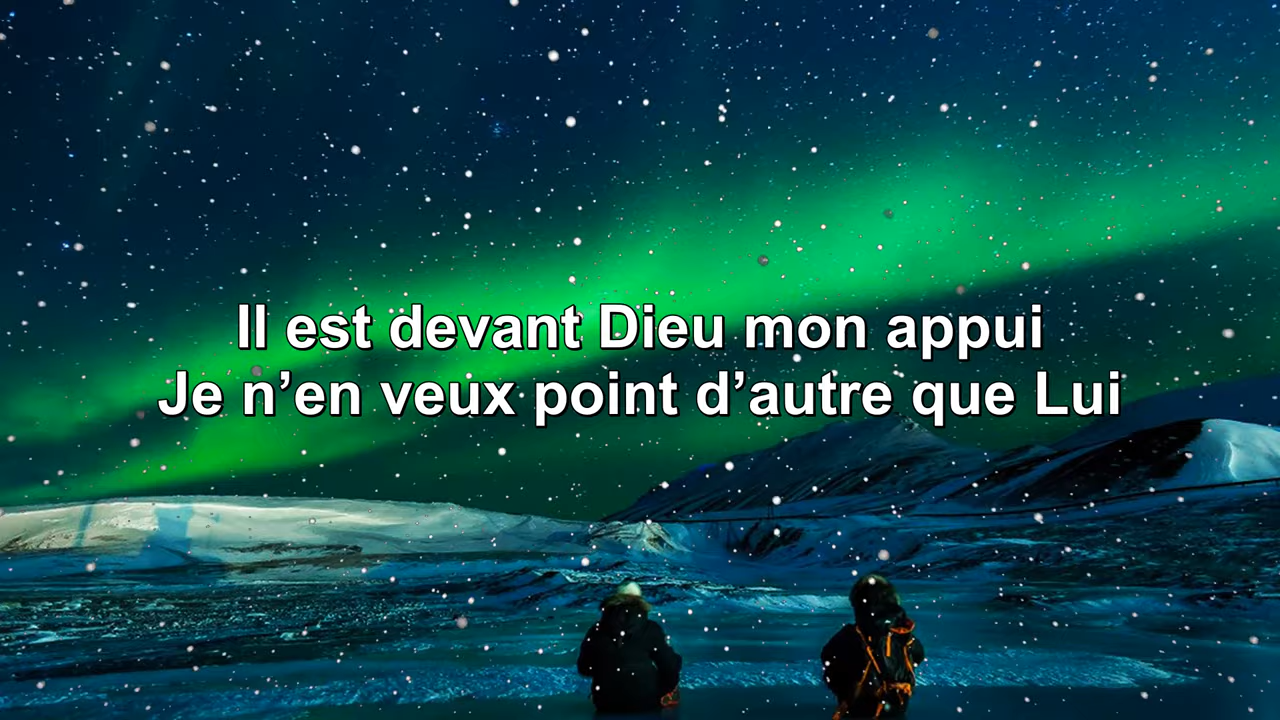 Il est devant Dieu mon appui
Je n’en veux point d’autre que Lui